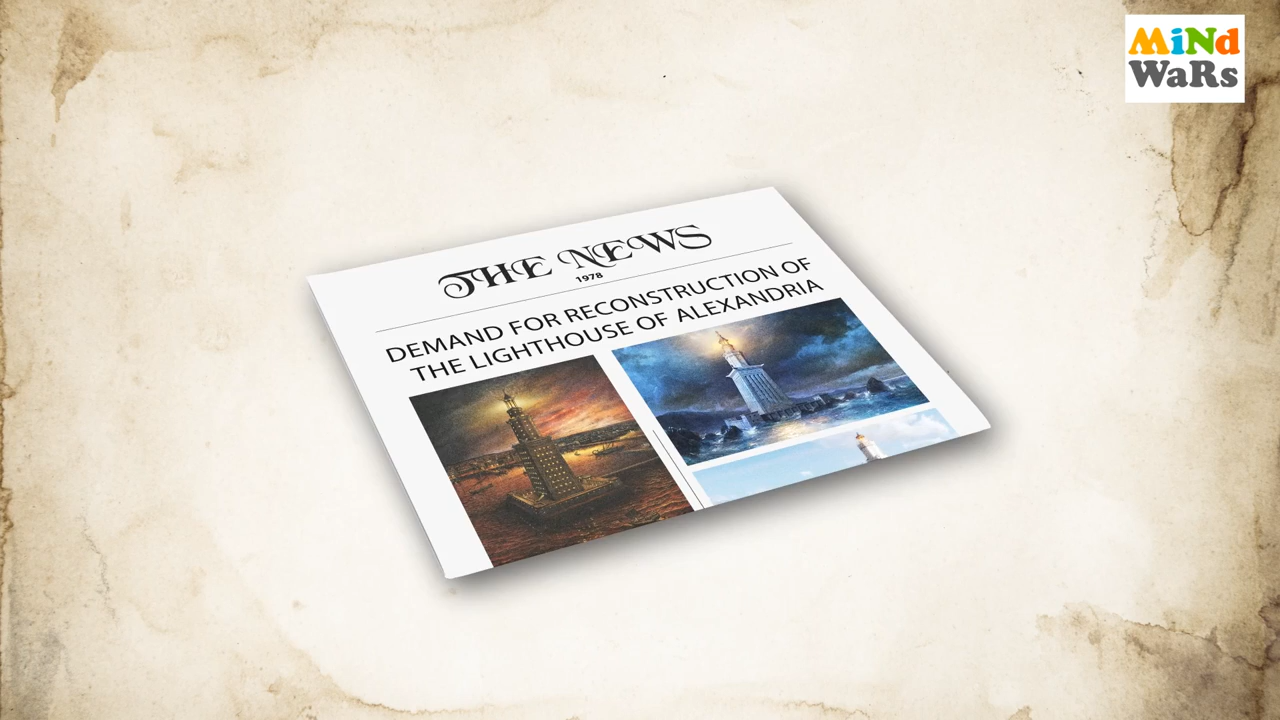 MiNd
WaRs
THE NEWS
1978
DEMAND FOR RECONSTRUCTION OF
THE LIGHTHOUSE OF ALEXANDRIA